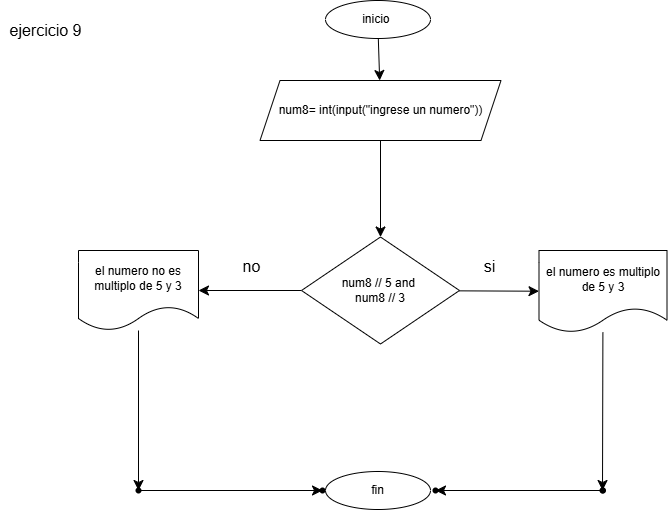 ejercicio 9
inicio
num8= int(input("ingrese un numero"))
no
si
el numero no es
multiplo de 5 y 3
num8 // 5 and
num8 // 3
el numero es multiplo
de 5 y 3
fin